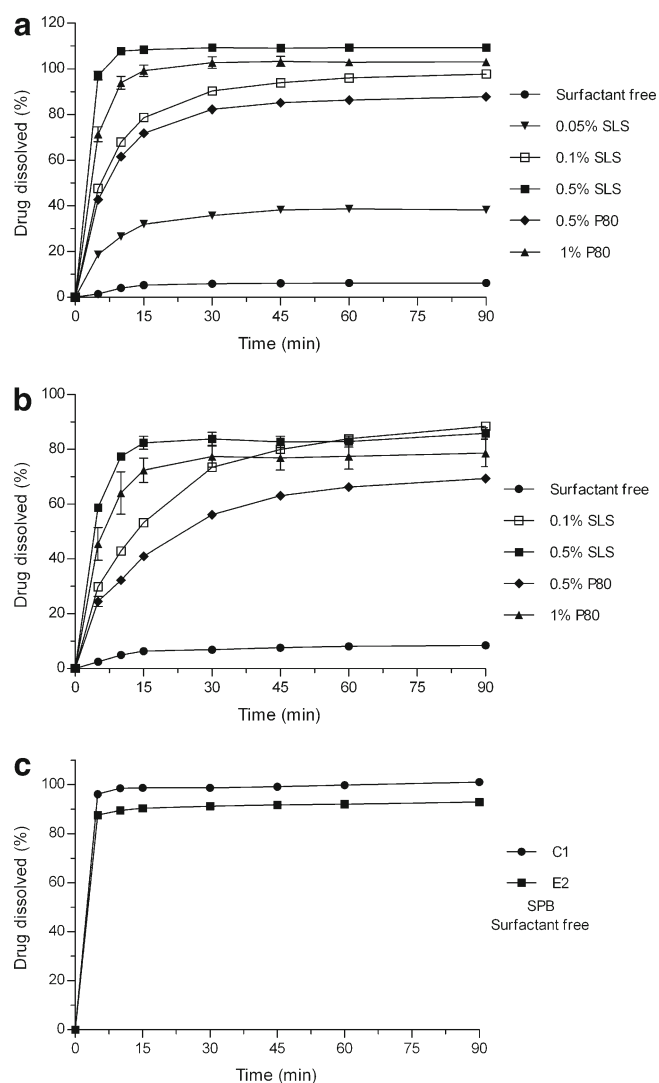 a
120
100
80
60
40
20
0
Drug dissolved (%)
0 15 30 45 60 75 90
Time (min)
Surfactant free
0.05% SLS
0.1% SLS
0.5% SLS
0.5% P80
1% P80
b
100
80
60
40
20
0
Drug dissolved (%)
0 15 30 45 60 75 90
Time (min)
Surfactant free
0.1% SLS
0.5% SLS
0.5% P80
1% P80
c
100
80
60
40
20
0
Drug dissolved (%)
0 15 30 45 60 75 90
Time (min)
C1
E2
SPB
Surfactant free